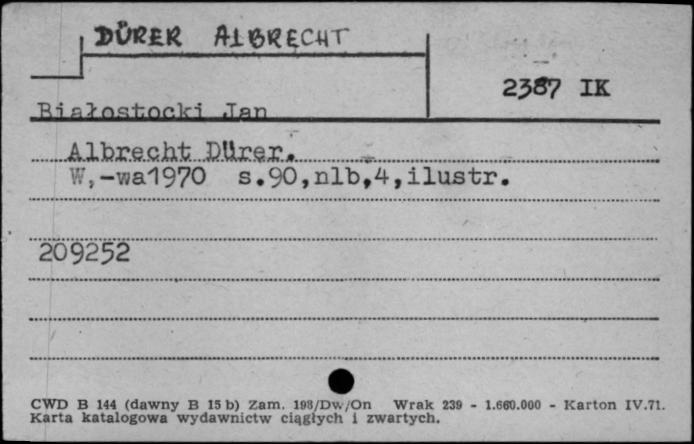 DÜRER ALBRECHT
2387 IK
Białostocki Jan
Albrecht Dürer.
W,-wa1970 s.90,nlb,4,ilustr.
209252
CWD B 144 (dawny B 15 b) Zam. 198/Dw/On Wrak 239 - 1.660.000 - Karton IV.71.
Karta katalogowa wydawnictw ciągłych i zwartych.